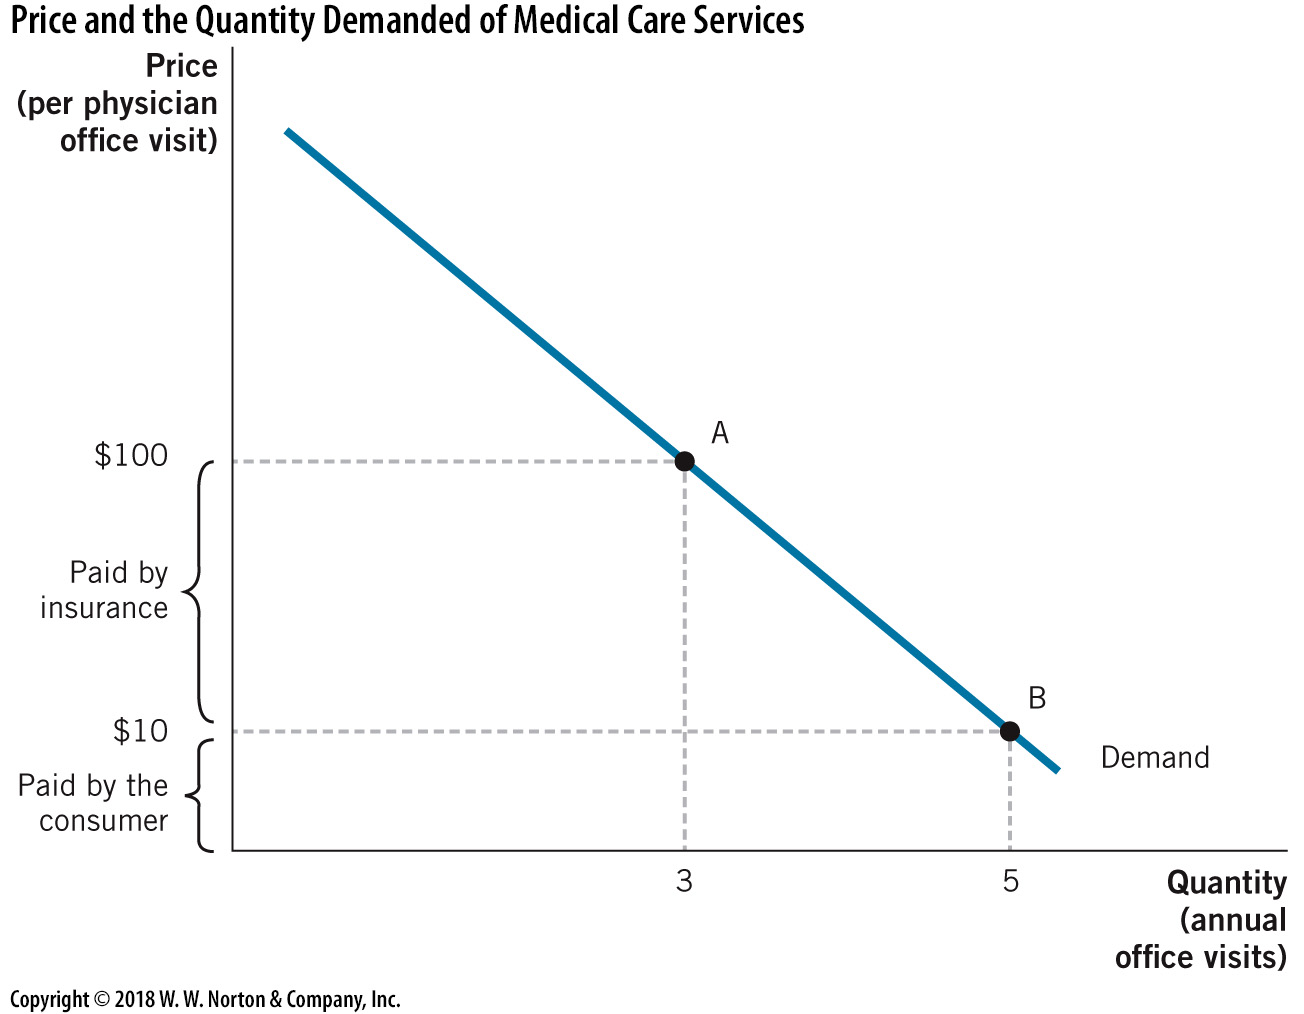 Price and the Quantity Demanded of Medical Care Services
Price
(per physician
office visit)
A
$100
Paid by
insurance
B
$10
Demand
Paid by the
consumer
3
5
Quantity
(annual
office visits)
Copyright © 2018 W. W. Norton & Company, Inc.